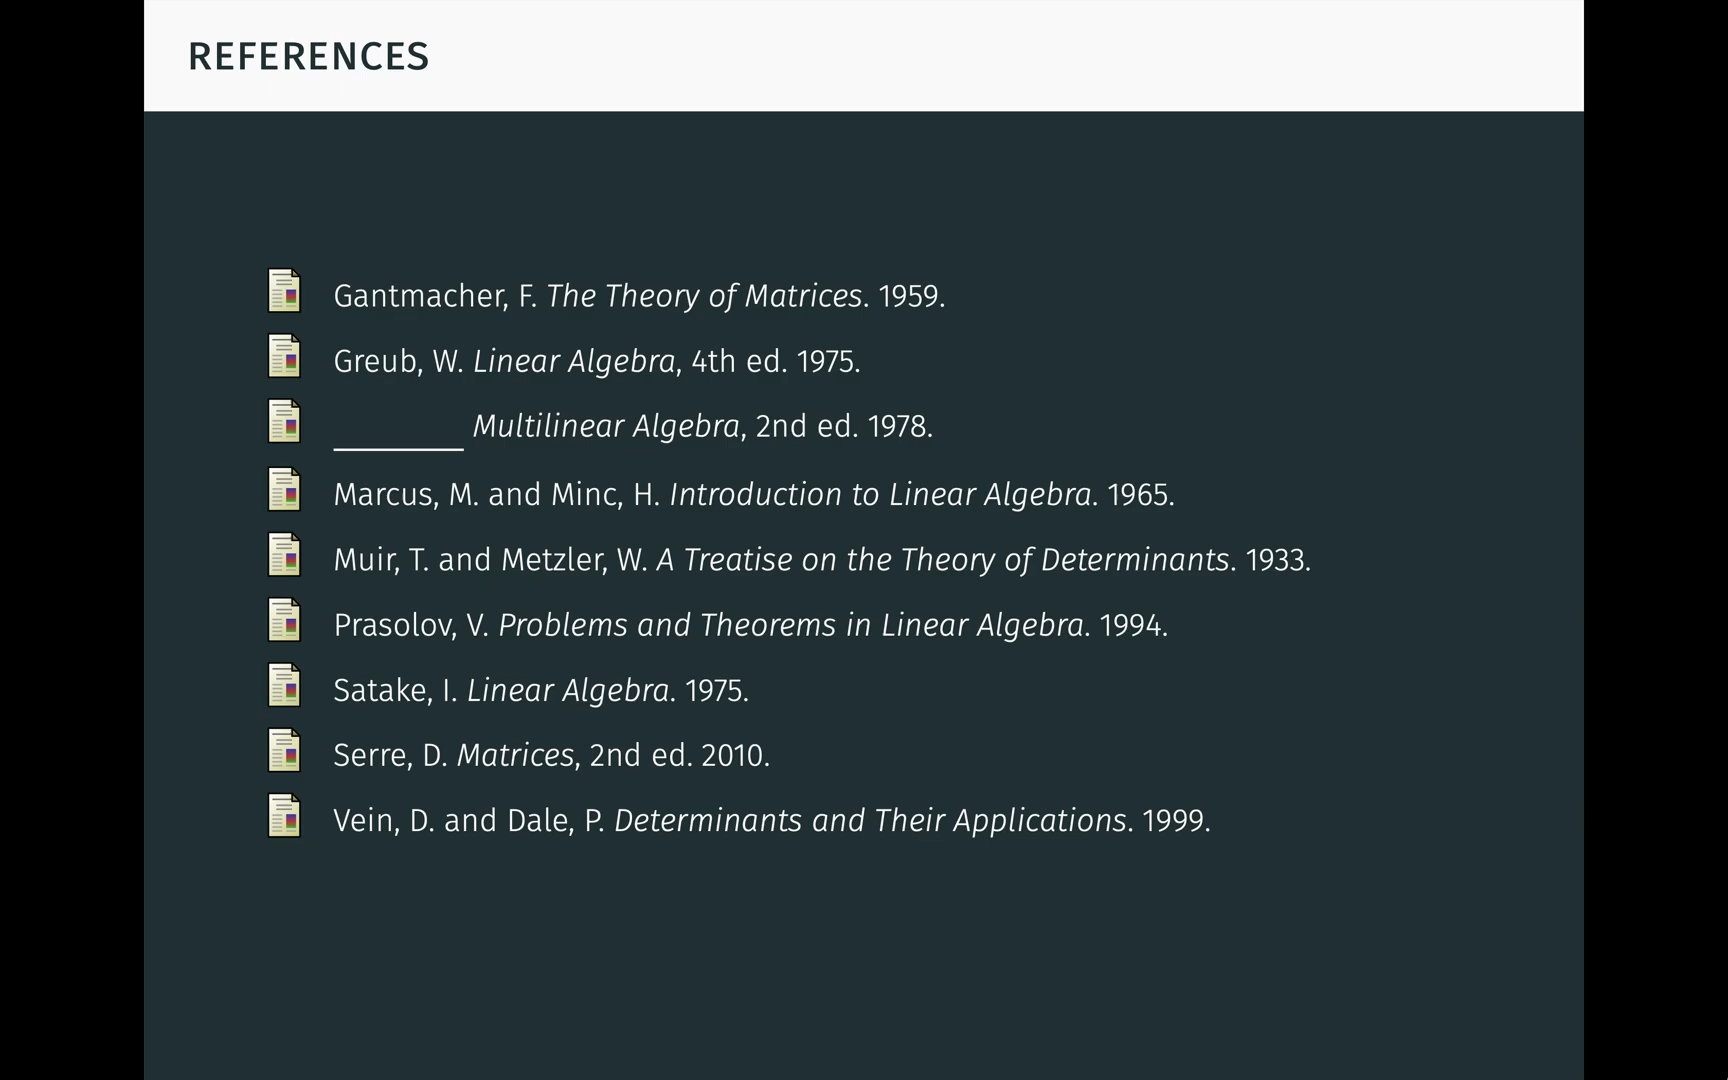 REFERENCES
Gantmacher, F. The Theory of Matrices. 1959.
Greub, W. Linear Algebra, 4th ed. 1975.
________ Multilinear Algebra, 2nd ed. 1978.
Marcus, M. and Minc, H. Introduction to Linear Algebra. 1965.
Muir, T. and Metzler, W. A Treatise on the Theory of Determinants. 1933.
Prasolov, V. Problems and Theorems in Linear Algebra. 1994.
Satake, I. Linear Algebra. 1975.
Serre, D. Matrices, 2nd ed. 2010.
Vein, D. and Dale, P. Determinants and Their Applications. 1999.